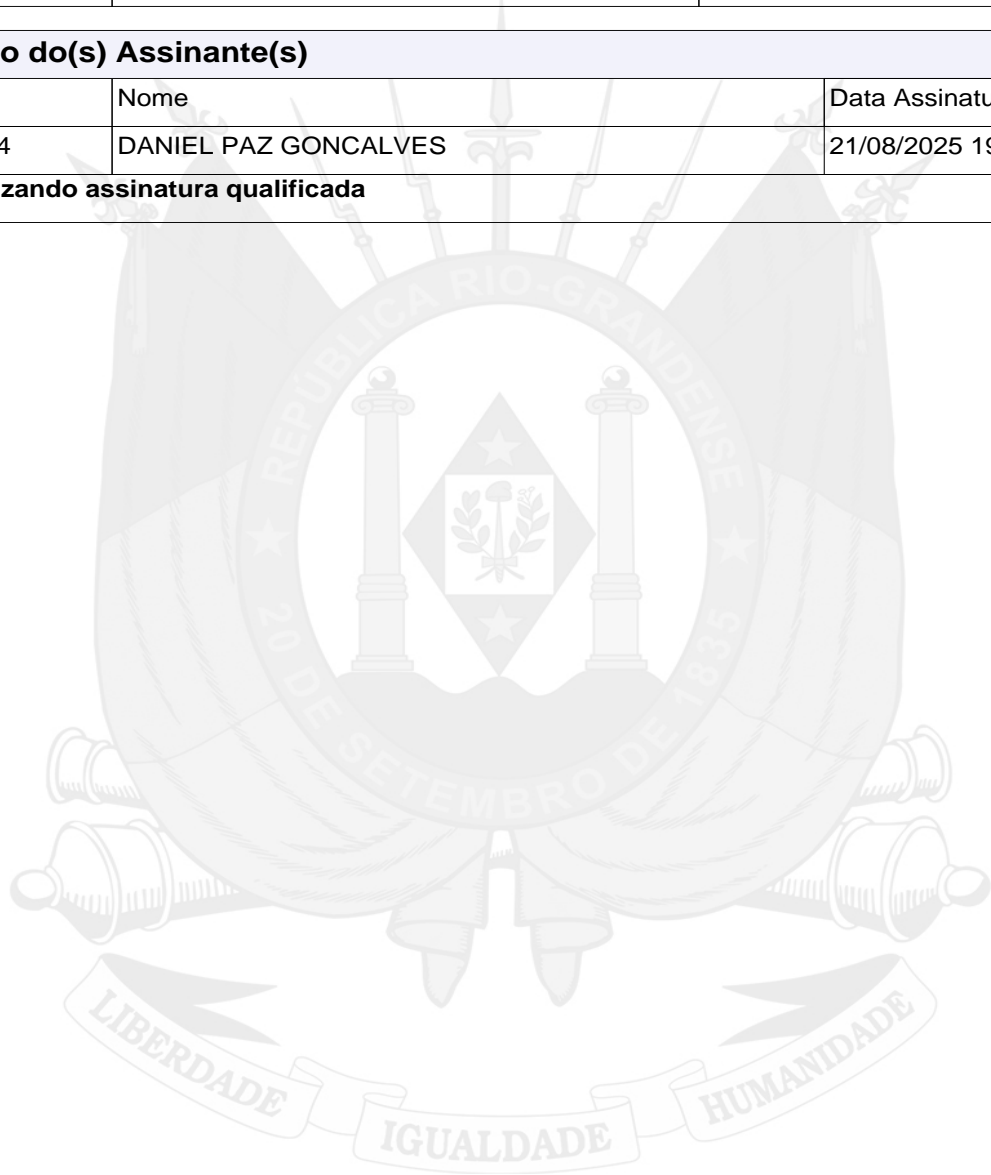 o do(s) Assinante(s)
Nome
Data Assinatu
4
DANIEL PAZ GONCALVES
21/08/2025 19
zando assinatura qualificada
REPÚBLICA RIO-GRANDENSE
20 DE SETEMBRO DE 1835
LIBERDADE
IGUALDADE
HUMANIDADE